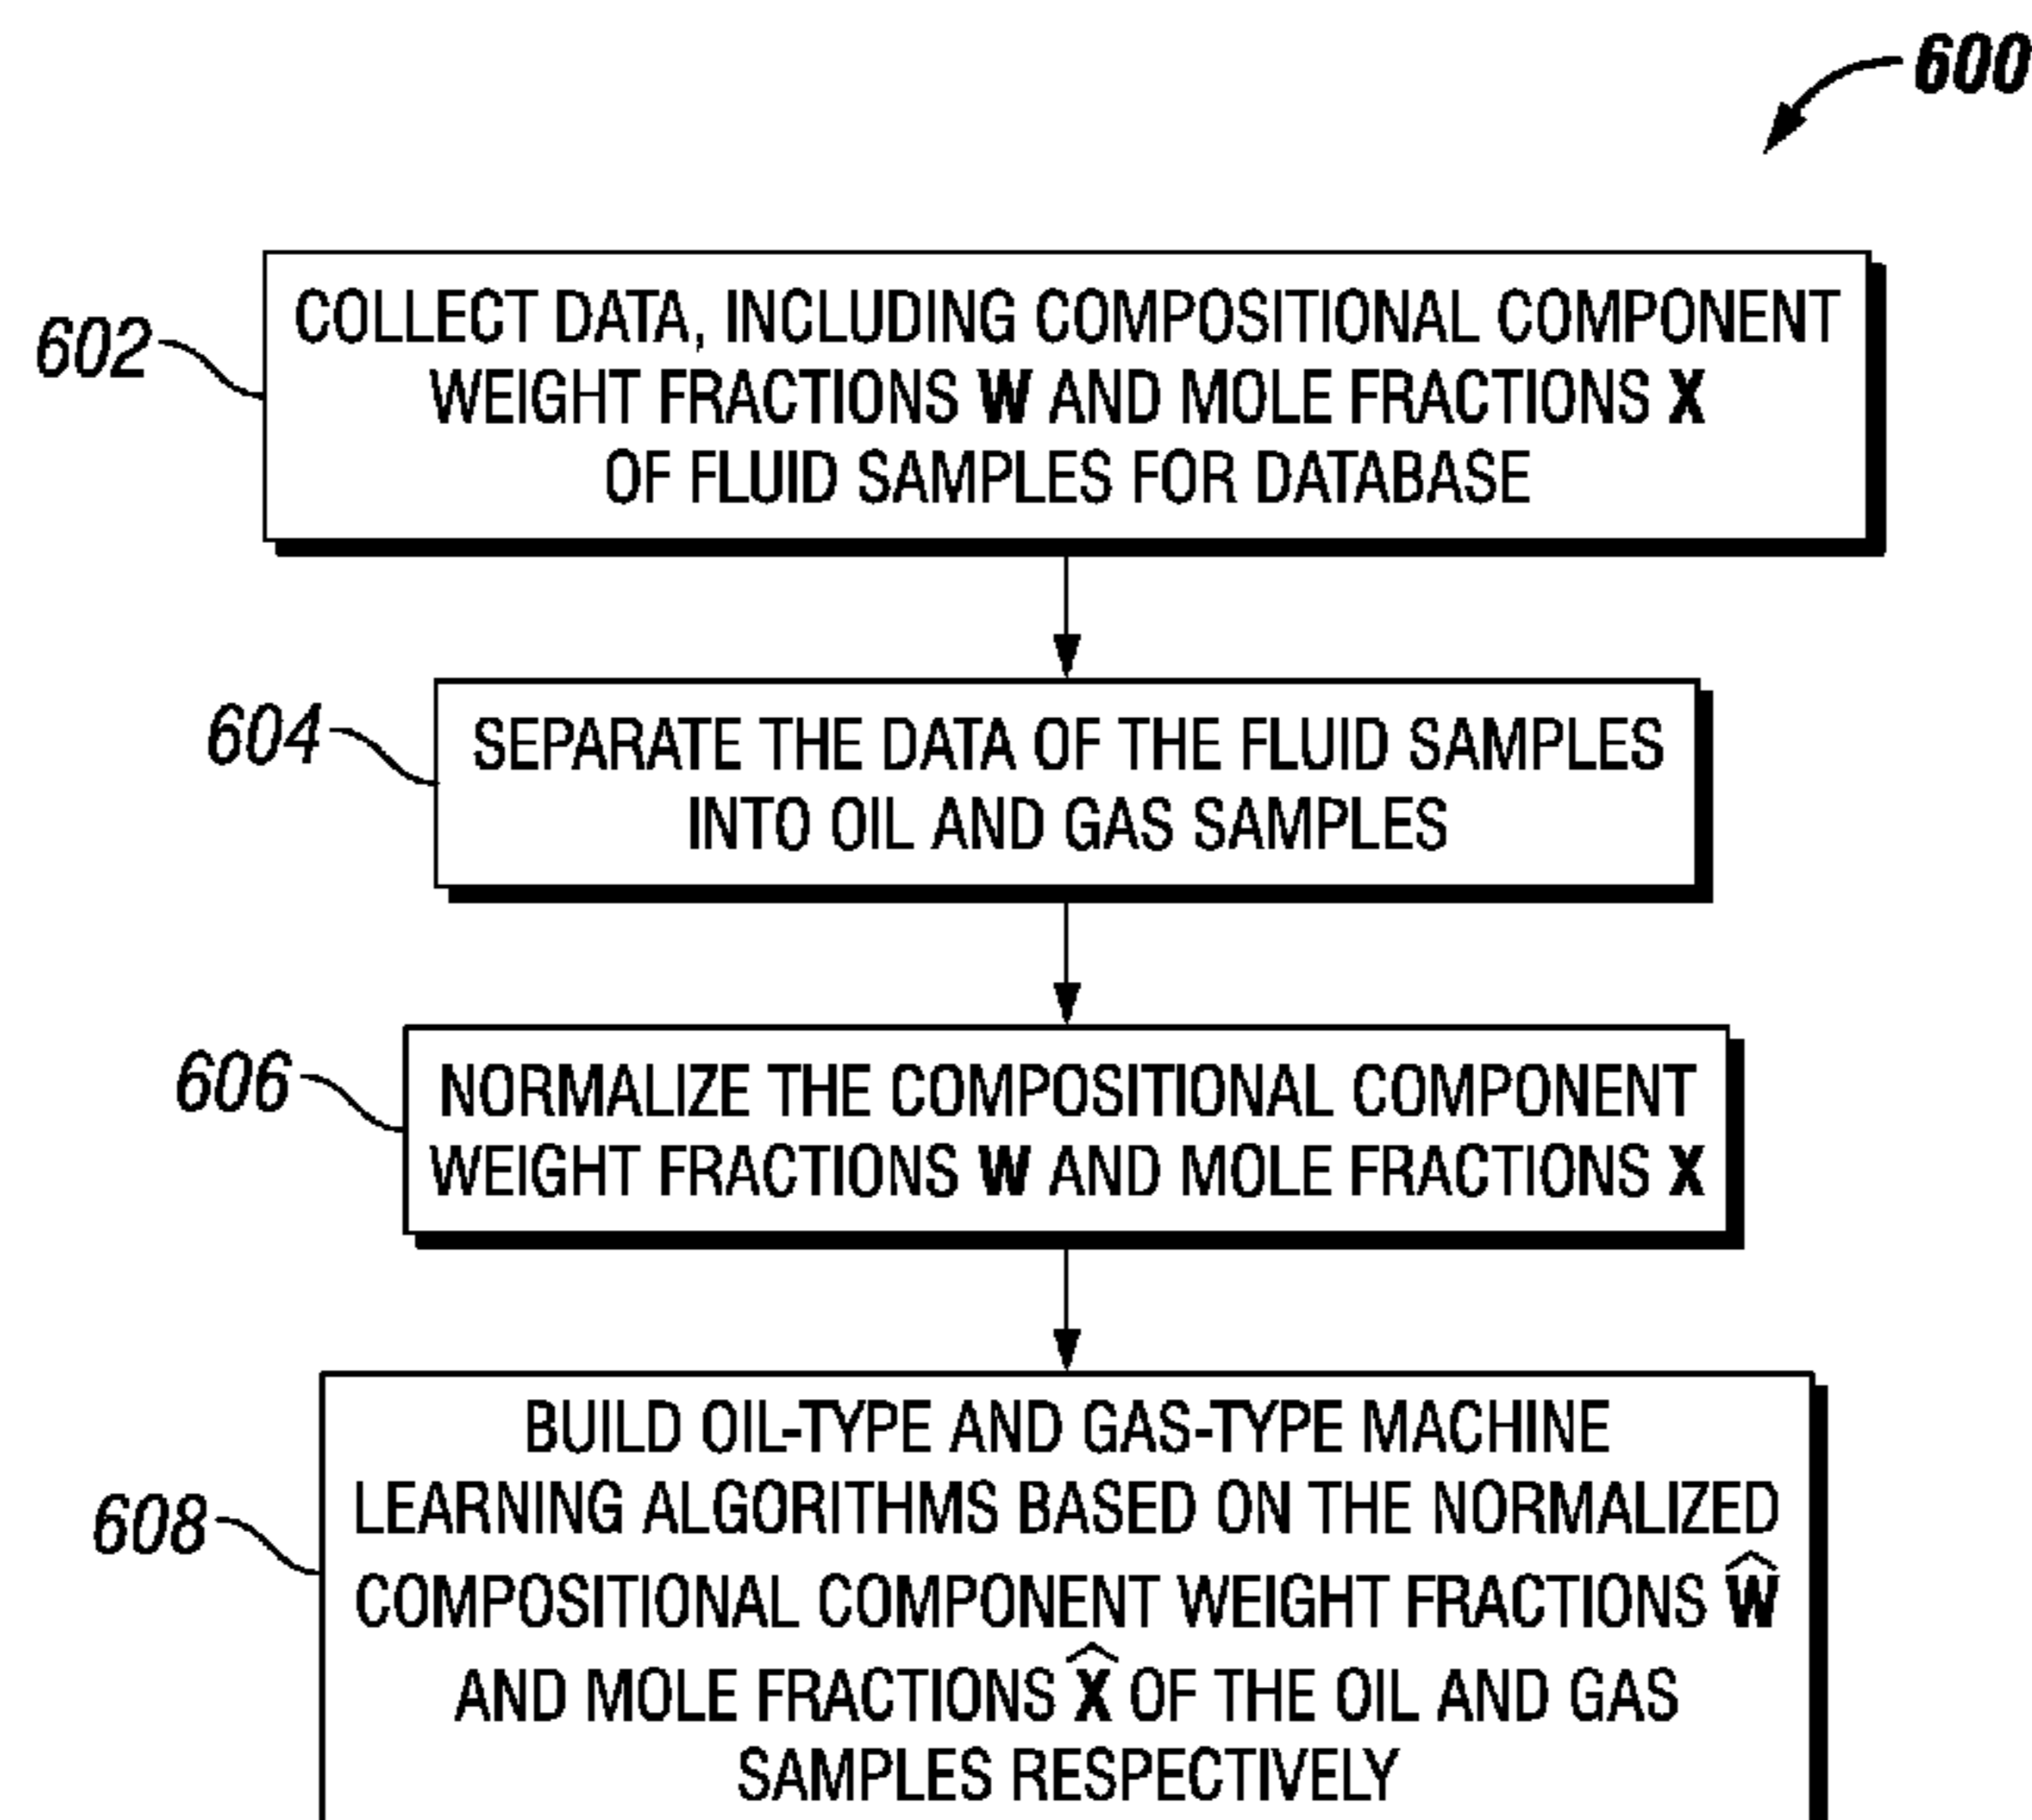 600
602
COLLECT DATA, INCLUDING COMPOSITIONAL COMPONENT
WEIGHT FRACTIONS W AND MOLE FRACTIONS X
OF FLUID SAMPLES FOR DATABASE
604
SEPARATE THE DATA OF THE FLUID SAMPLES
INTO OIL AND GAS SAMPLES
606
NORMALIZE THE COMPOSITIONAL COMPONENT
WEIGHT FRACTIONS W AND MOLE FRACTIONS X
608
BUILD OIL-TYPE AND GAS-TYPE MACHINE
LEARNING ALGORITHMS BASED ON THE NORMALIZED
COMPOSITIONAL COMPONENT WEIGHT FRACTIONS Ŵ
AND MOLE FRACTIONS X̂ OF THE OIL AND GAS
SAMPLES RESPECTIVELY